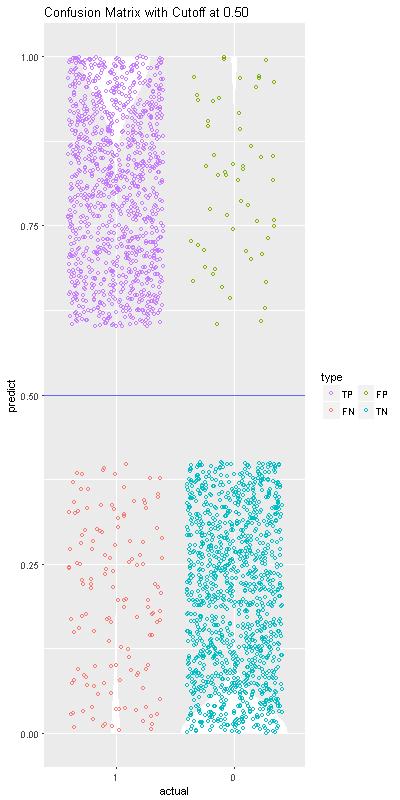 Confusion Matrix with Cutoff at 0.50
1.00
0.75
0.50
0.25
0.00
predict
1 0
actual
type
TP FP
FN TN